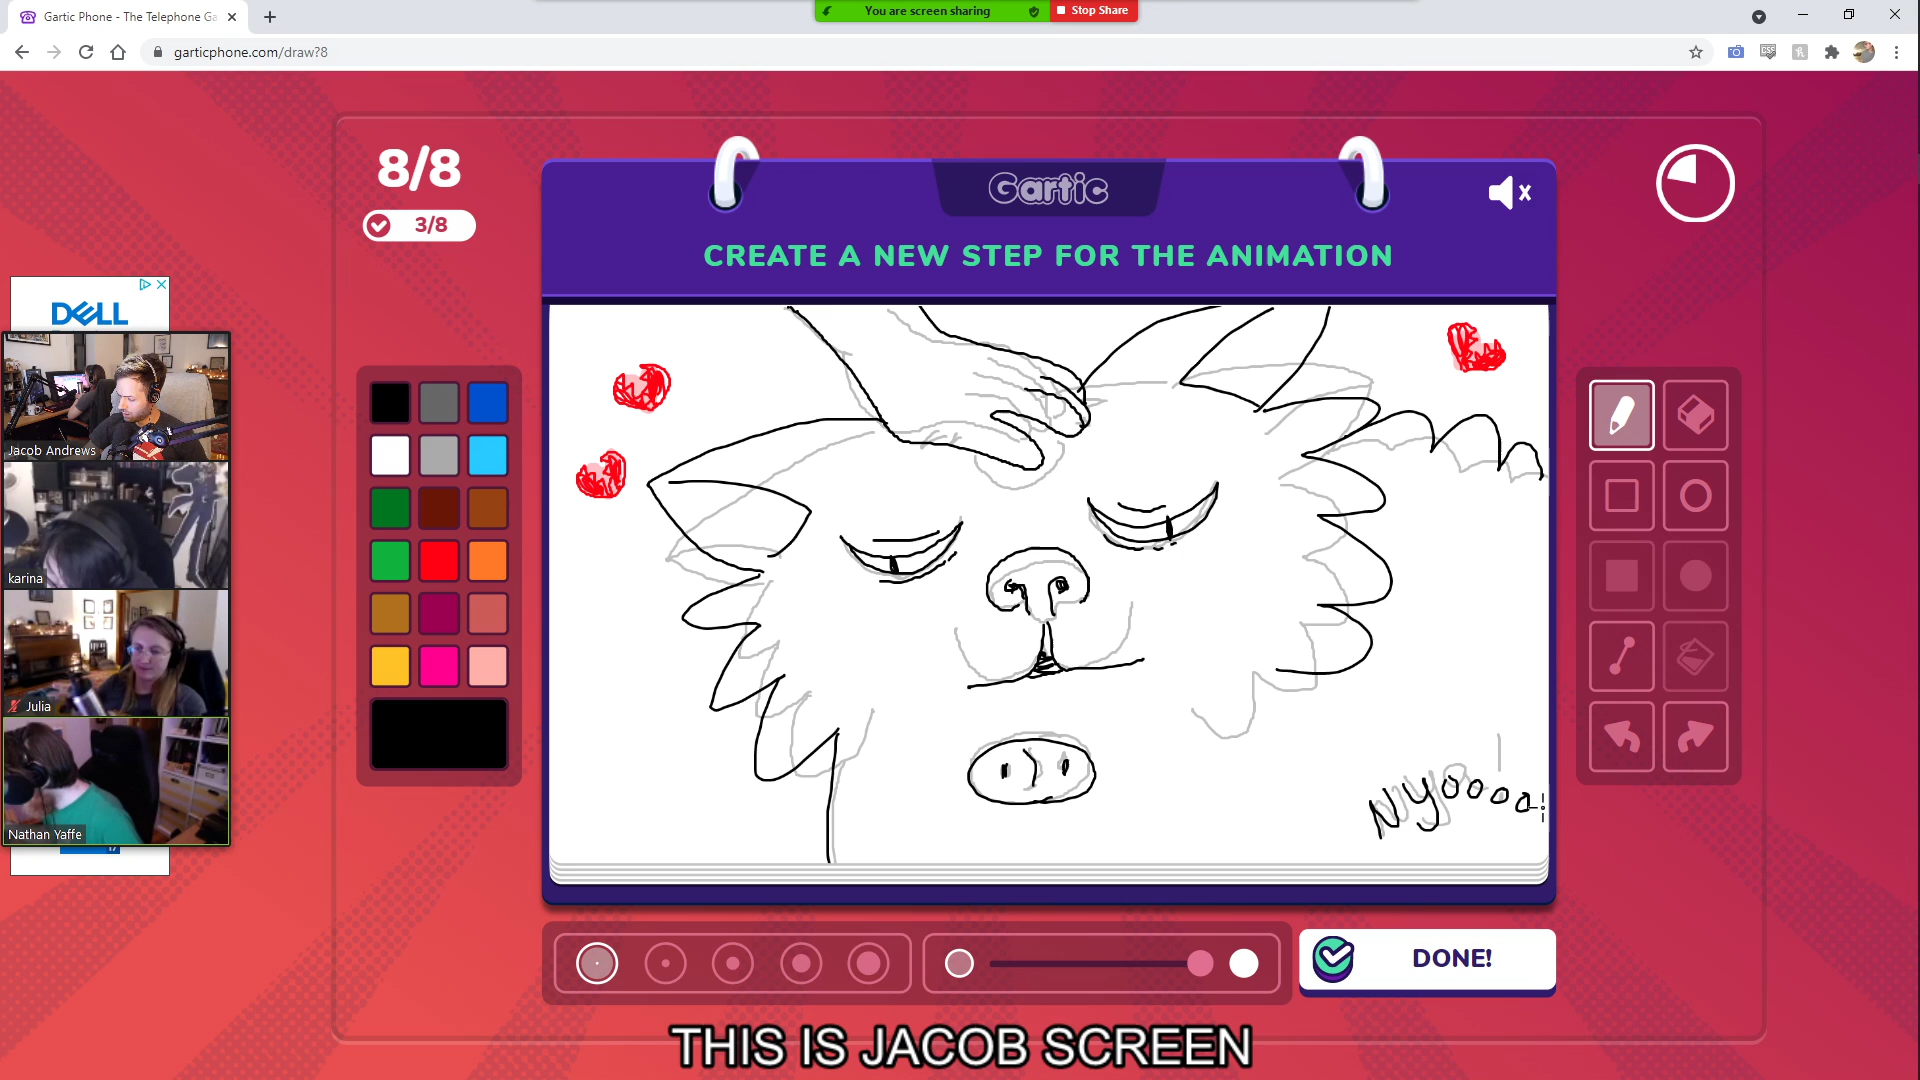 Gartic Phone - The Telephone Ga
You are screen sharing
Stop Share
garticphone.com/draw?8
8/8
3/8
Gartic
CREATE A NEW STEP FOR THE ANIMATION
DELL
Jacob Andrews
karina
Julia
Nathan Yaffe
Nyoooo
DONE!
THIS IS JACOB SCREEN